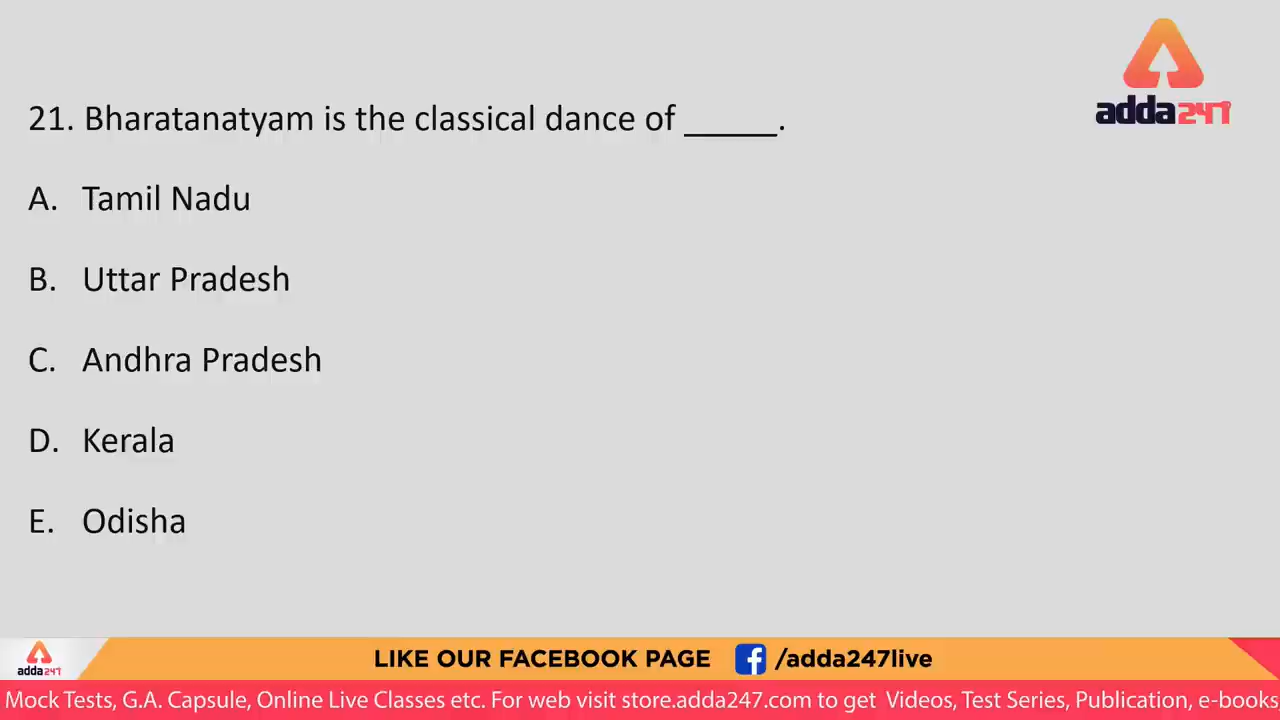 adda247
21. Bharatanatyam is the classical dance of _____.
A. Tamil Nadu
B. Uttar Pradesh
C. Andhra Pradesh
D. Kerala
E. Odisha
adda247
LIKE OUR FACEBOOK PAGE f /adda247live
Mock Tests, G.A. Capsule, Online Live Classes etc. For web visit store.adda247.com to get Videos, Test Series, Publication, e-books